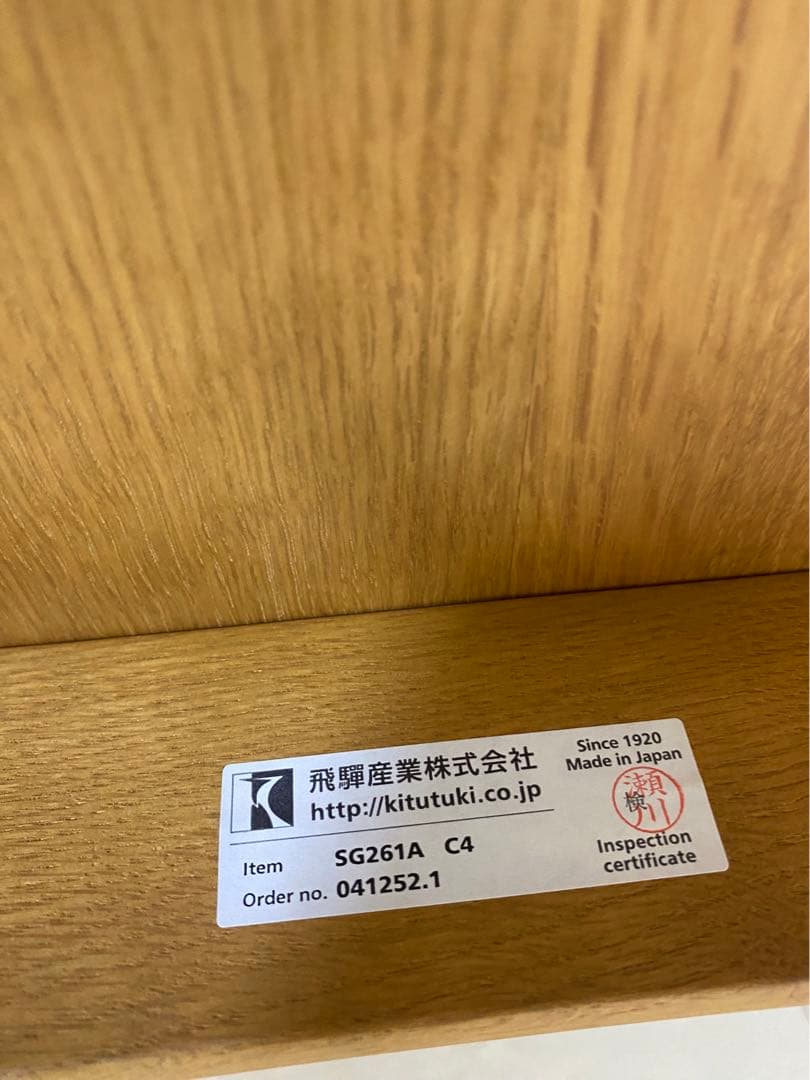 飛驒産業株式会社
http://kitutuki.co.jp
Item SG261A C4
Order no. 041252.1
Since 1920
Made in Japan
検
瀬川
Inspection
certificate